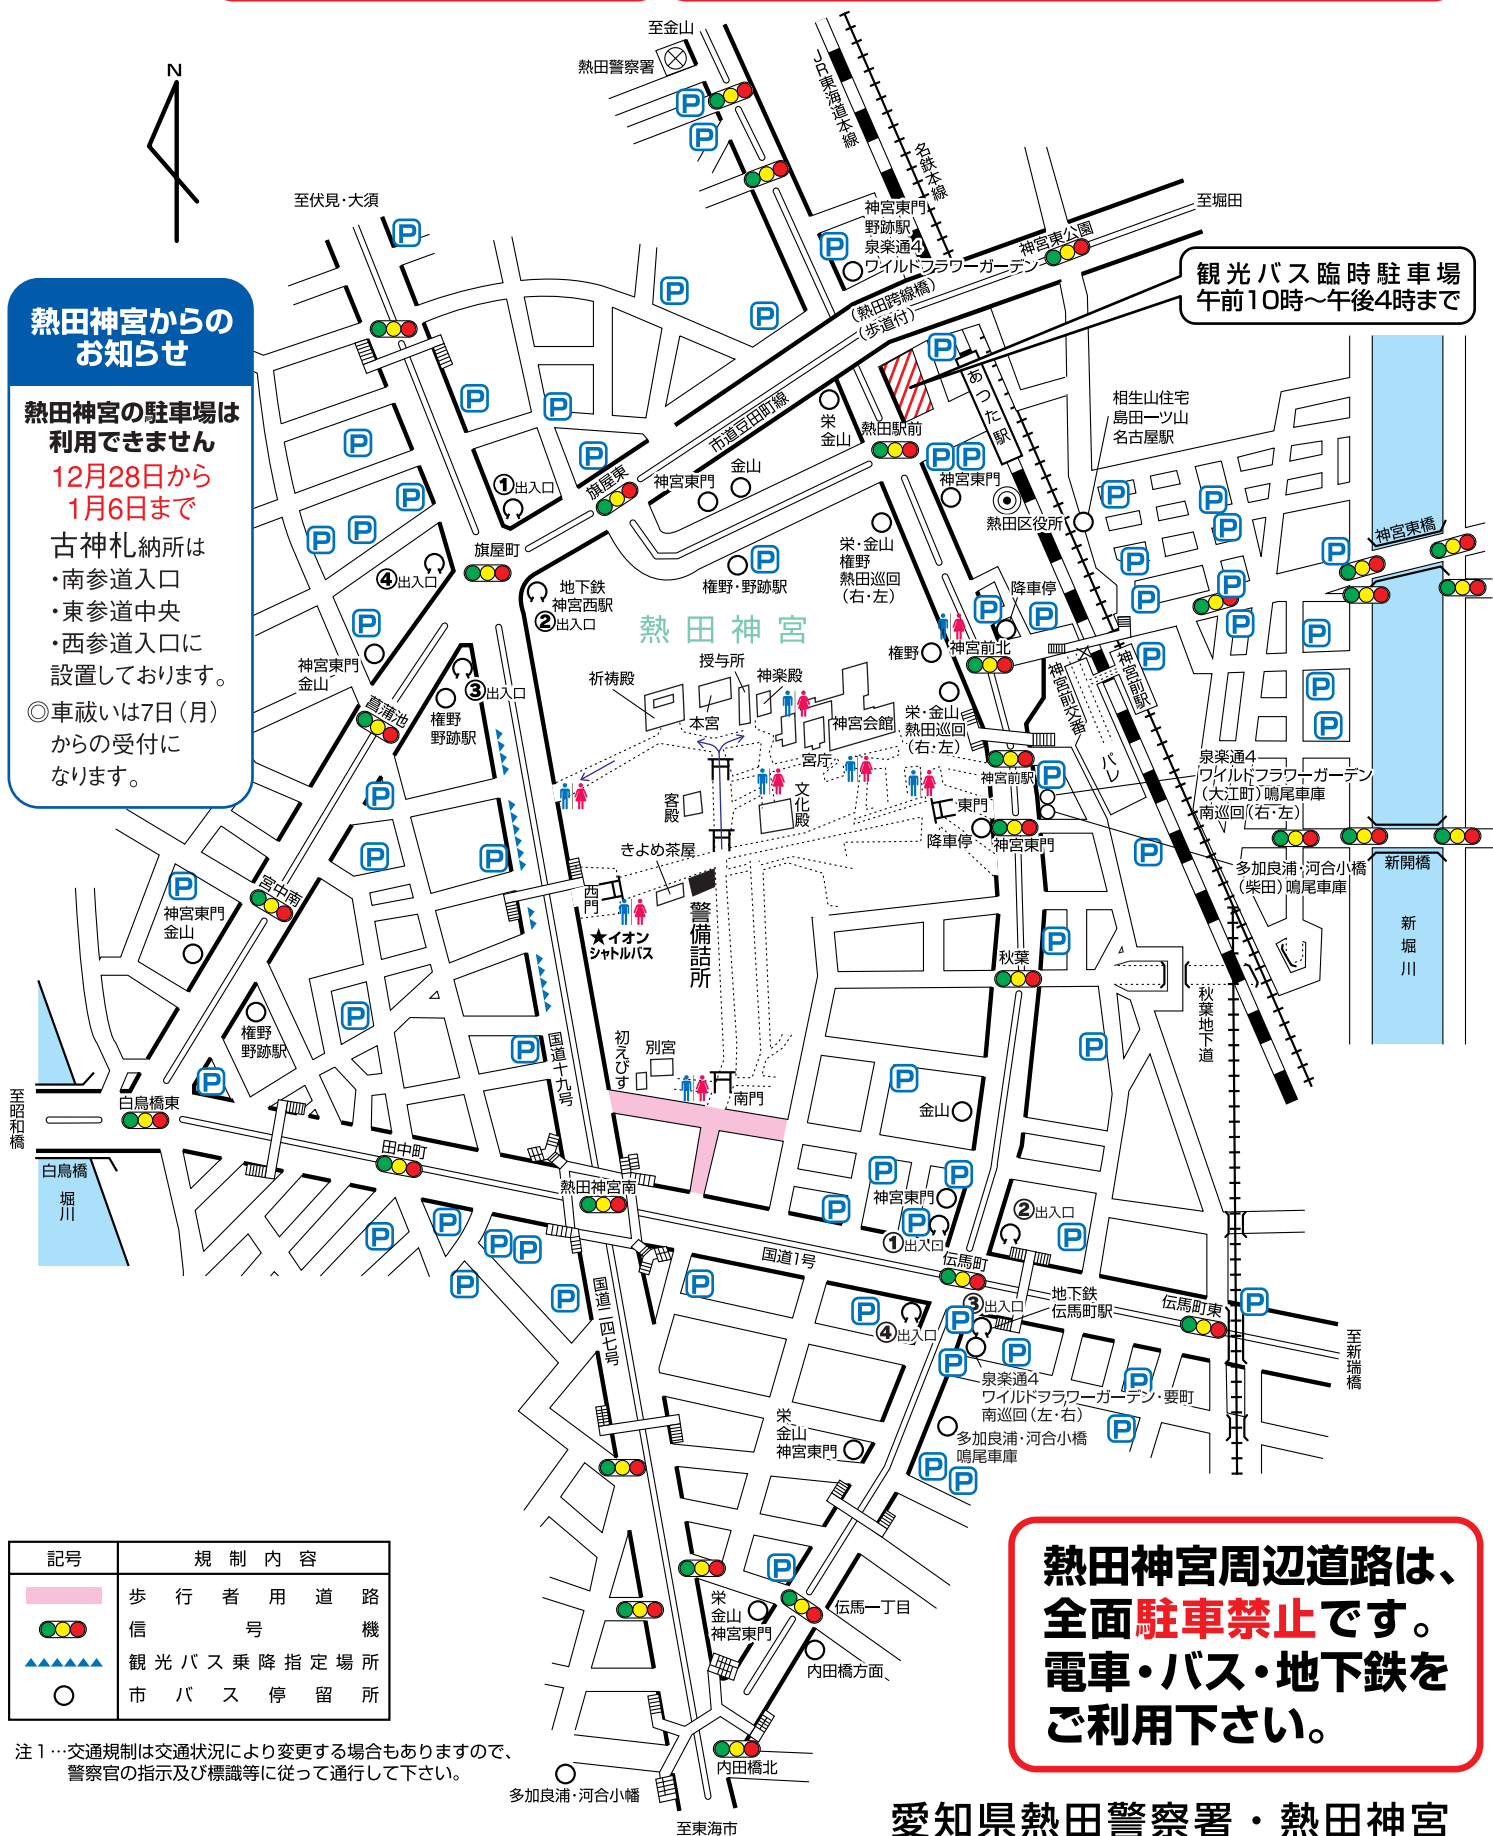 至金山
熱田警察署
N
JR東海道本線
名鉄本線
至伏見・大須
神宮東門
野跡駅
泉楽通4
ワイルドフラワーガーデン
神宮東公園
至堀田
観光バス臨時駐車場
午前10時～午後4時まで
(熱田跨線橋)
(歩道付)
熱田神宮からの
お知らせ
熱田神宮の駐車場は
利用できません
12月28日から
1月6日まで
古神札納所は
・南参道入口
・東参道中央
・西参道入口に
設置しております。
◎車祓いは7日(月)
からの受付に
なります。
あつた駅
相生山住宅
島田一ツ山
名古屋駅
栄
金山
熱田駅前
市道豆田町線
金山
神宮東門
旗屋東
①出入口
神宮東門
熱田区役所
神宮東橋
旗屋町
④出入口
地下鉄
神宮西駅
②出入口
権野・野跡駅
栄・金山
権野
熱田巡回
(右・左)
降車停
熱田神宮
権野
神宮前北
神宮東門
金山
③出入口
権野
野跡駅
菖蒲池
祈祷殿
授与所
神楽殿
本宮
神宮会館
宮庁
栄・金山
熱田巡回
(右・左)
神宮前交番
神宮前駅
パレ
神宮前駅
泉楽通4
ワイルドフラワーガーデン
(大江町)鳴尾車庫
南巡回(右・左)
客殿
文化殿
東門
降車停
神宮東門
きよめ茶屋
多加良浦・河合小橋
(柴田)鳴尾車庫
新開橋
新堀川
宮中南
神宮東門
金山
西門
★イオン
シャトルバス
警備詰所
秋葉
秋葉地下道
権野
野跡駅
国道十九号
初えびす
別宮
南門
金山
至昭和橋
白鳥橋東
白鳥橋
堀川
田中町
熱田神宮南
神宮東門
①出入口
②出入口
国道1号
伝馬町
③出入口
地下鉄
伝馬町駅
伝馬町東
④出入口
至新瑞橋
国道二四七号
泉楽通4
ワイルドフラワーガーデン・要町
南巡回(左・右)
栄
金山
神宮東門
多加良浦・河合小橋
鳴尾車庫
記号
規制内容
歩行者用道路
信号機
観光バス乗降指定場所
市バス停留所
注1…交通規制は交通状況により変更する場合もありますので、
警察官の指示及び標識等に従って通行して下さい。
栄
金山
神宮東門
伝馬一丁目
内田橋方面
内田橋北
多加良浦・河合小幡
至東海市
熱田神宮周辺道路は、
全面駐車禁止です。
電車・バス・地下鉄を
ご利用下さい。
愛知県熱田警察署・熱田神宮